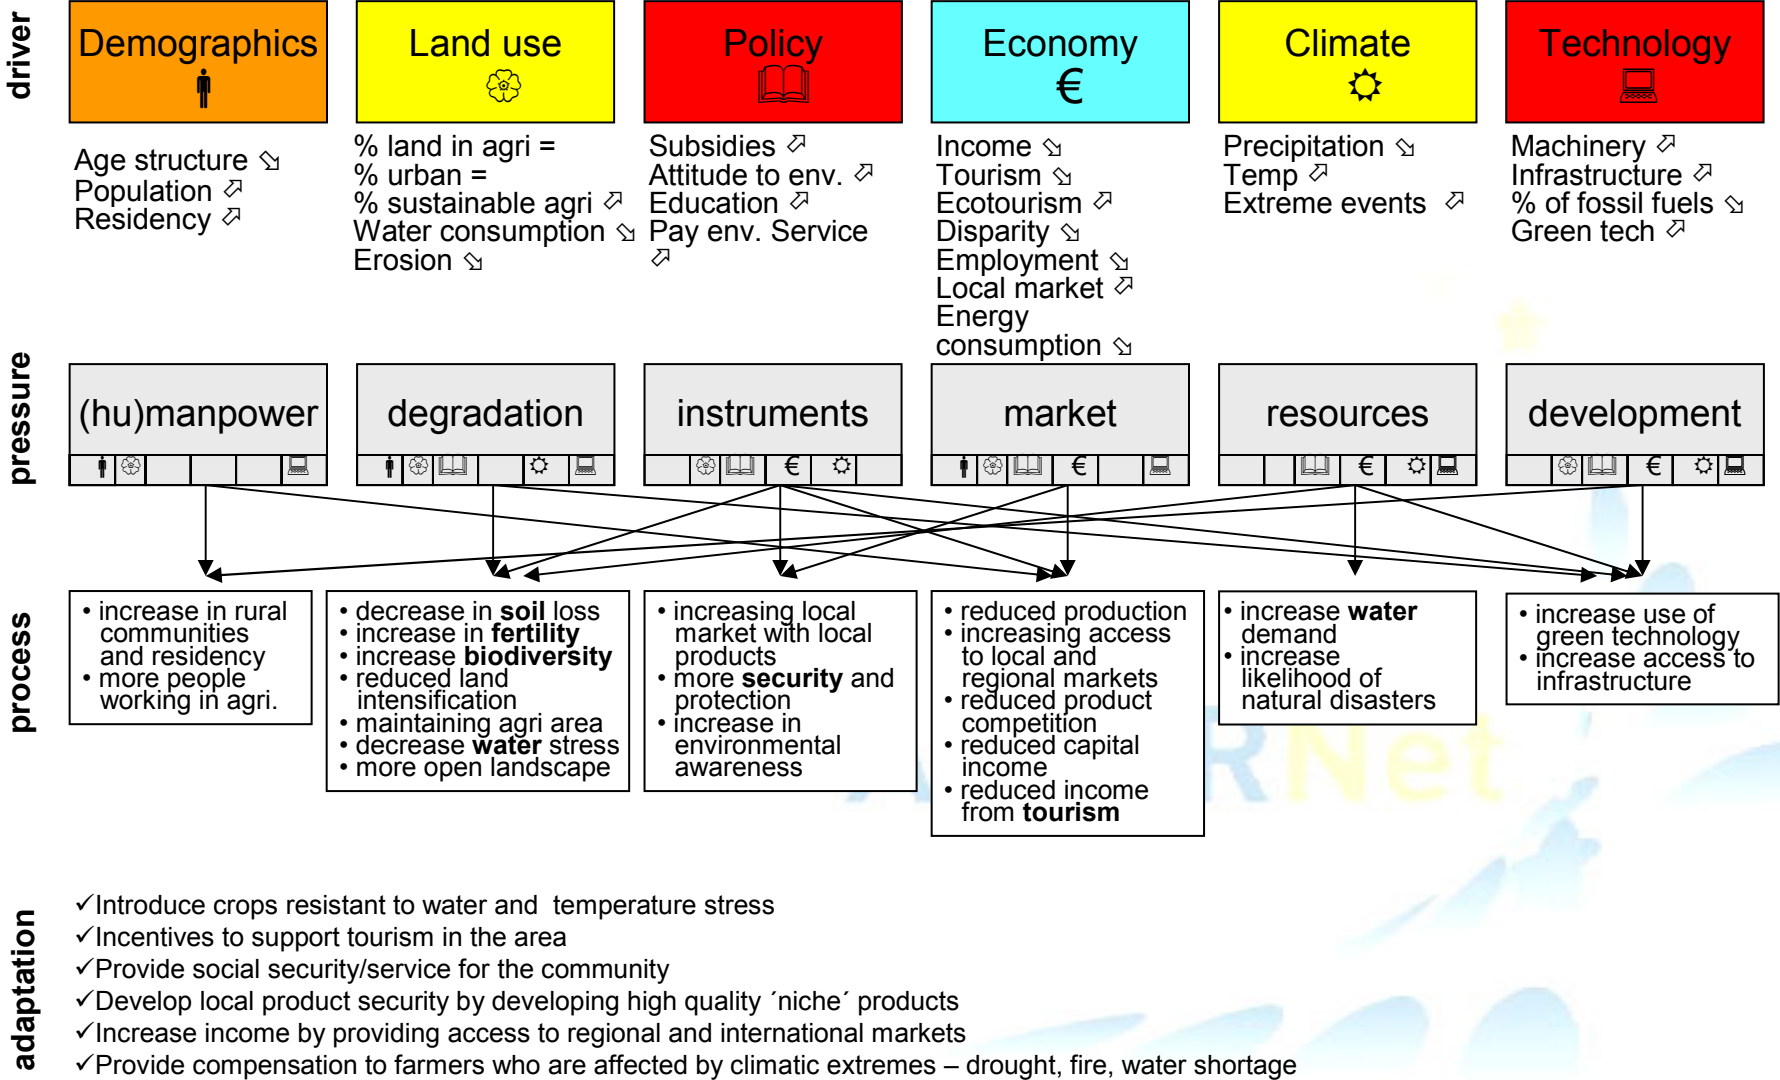 driver
Demographics
Land use
Policy
Economy
€
Climate
Technology
Age structure ⬂
Population ⬀
Residency ⬀
% land in agri =
% urban =
% sustainable agri ⬀
Water consumption ⬂
Erosion ⬂
Subsidies ⬀
Attitude to env. ⬀
Education ⬀
Pay env. Service
⬀
Income ⬂
Tourism ⬂
Ecotourism ⬀
Disparity ⬂
Employment ⬂
Local market ⬀
Energy
consumption ⬂
Precipitation ⬂
Temp ⬀
Extreme events ⬀
Machinery ⬀
Infrastructure ⬀
% of fossil fuels ⬂
Green tech ⬀
pressure
(hu)manpower
degradation
instruments
€
market
€
resources
€
development
€
process
• increase in rural
communities
and residency
• more people
working in agri.
• decrease in soil loss
• increase in fertility
• increase biodiversity
• reduced land
intensification
• maintaining agri area
• decrease water stress
• more open landscape
• increasing local
market with local
products
• more security and
protection
• increase in
environmental
awareness
• reduced production
• increasing access
to local and
regional markets
• reduced product
competition
• reduced capital
income
• reduced income
from tourism
• increase water
demand
• increase
likelihood of
natural disasters
• increase use of
green technology
• increase access to
infrastructure
RNet
adaptation
✓Introduce crops resistant to water and temperature stress
✓Incentives to support tourism in the area
✓Provide social security/service for the community
✓Develop local product security by developing high quality ´niche´ products
✓Increase income by providing access to regional and international markets
✓Provide compensation to farmers who are affected by climatic extremes – drought, fire, water shortage